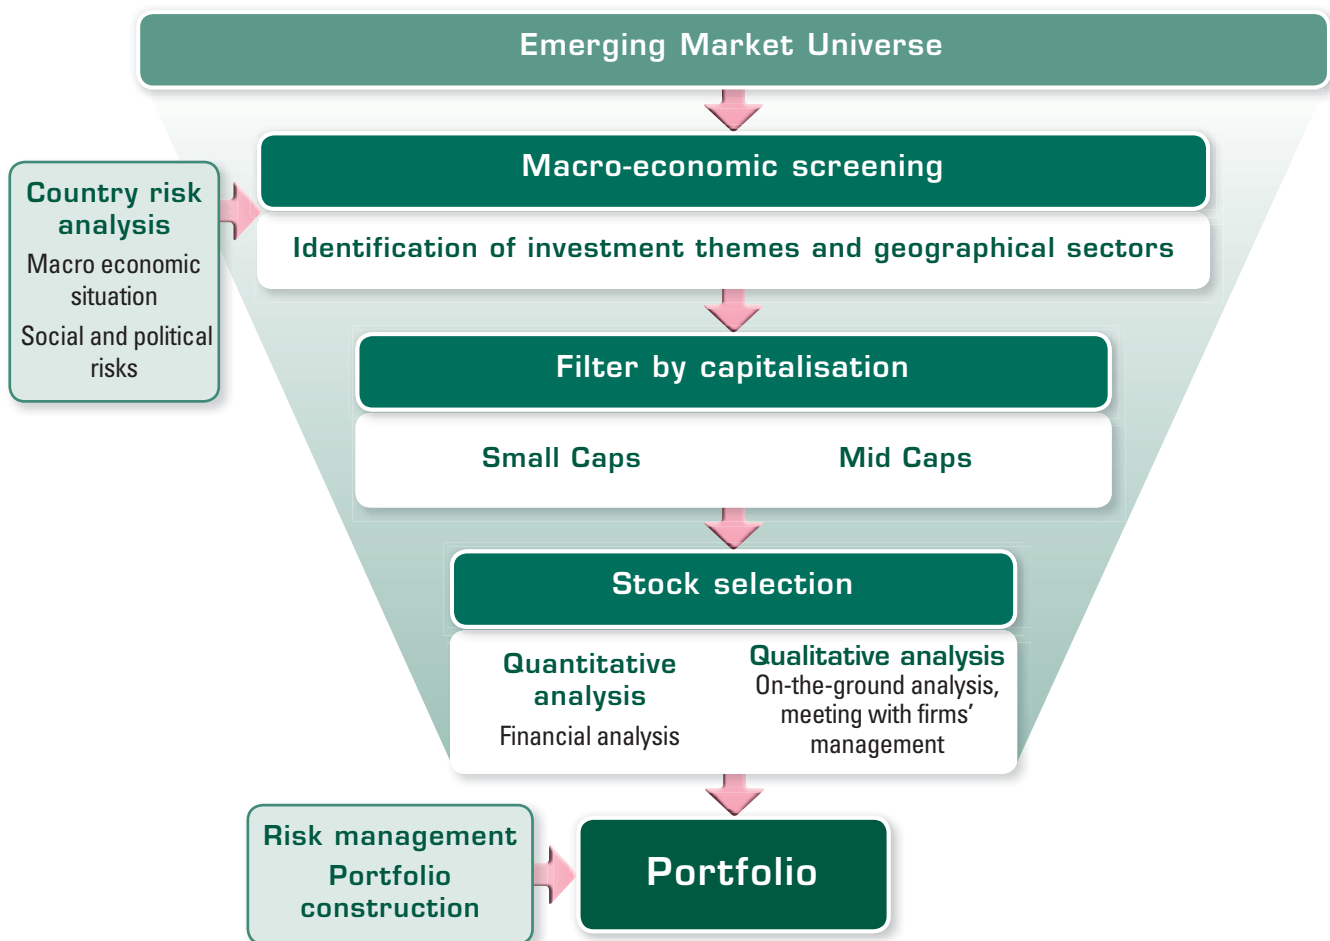 Emerging Market Universe
Macro-economic screening
Identification of investment themes and geographical sectors
Country risk
analysis
Macro economic
situation
Social and political
risks
Filter by capitalisation
Small Caps
Mid Caps
Stock selection
Quantitative
analysis
Financial analysis
Qualitative analysis
On-the-ground analysis,
meeting with firms’
management
Risk management
Portfolio
construction
Portfolio